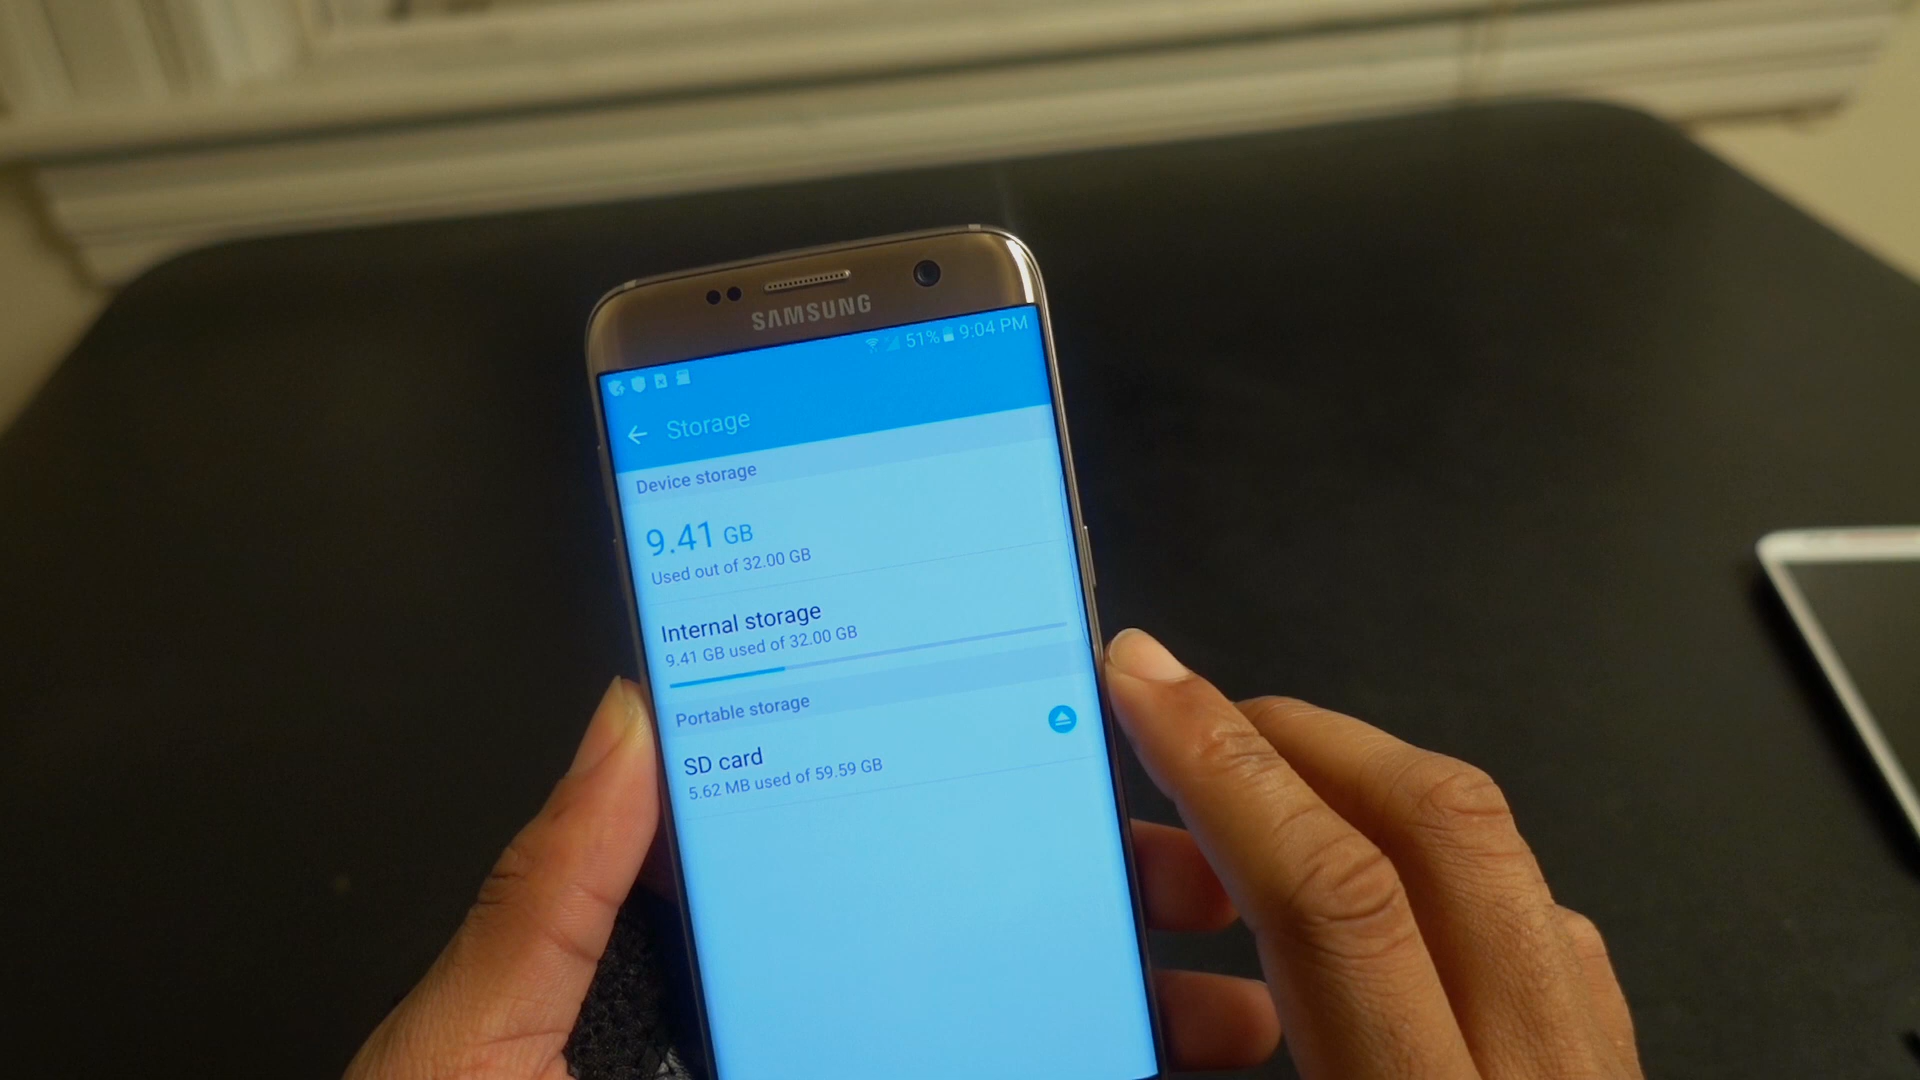 SAMSUNG
51% 9:04 PM
Storage
Device storage
9.41 GB
Used out of 32.00 GB
Internal storage
9.41 GB used of 32.00 GB
Portable storage
SD card
5.62 MB used of 59.59 GB